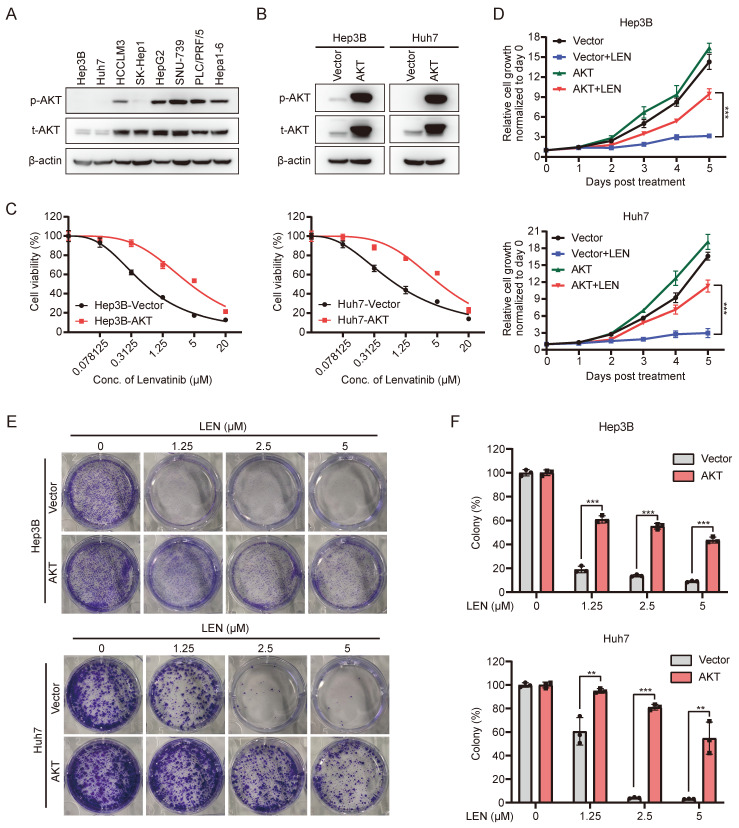 A
Hep3B
Huh7
HCCLM3
SK-Hep1
HepG2
SNU-739
PLC/PRF/5
Hepa1-6
p-AKT
t-AKT
β-actin
B
Hep3B Huh7
Vector AKT Vector AKT
p-AKT
t-AKT
β-actin
C
Cell viability (%)
120
100
80
60
40
20
0
Hep3B-Vector
Hep3B-AKT
0.078125 0.3125 1.25 5 20
Conc. of Lenvatinib (μM)
Cell viability (%)
120
100
80
60
40
20
0
Huh7-Vector
Huh7-AKT
0.078125 0.3125 1.25 5 20
Conc. of Lenvatinib (μM)
D
Hep3B
Relative cell growth
normalized to day 0
18
15
12
9
6
3
0
Vector
Vector+LEN
AKT
AKT+LEN
***
0 1 2 3 4 5
Days post treatment
Huh7
Relative cell growth
normalized to day 0
21
18
15
12
9
6
3
0
Vector
Vector+LEN
AKT
AKT+LEN
***
0 1 2 3 4 5
Days post treatment
E
LEN (μM)
0 1.25 2.5 5
Hep3B
Vector
AKT
LEN (μM)
0 1.25 2.5 5
Huh7
Vector
AKT
F
Hep3B
Colony (%)
120
100
80
60
40
20
0
Vector
AKT
*** *** ***
LEN (μM) 0 1.25 2.5 5
Huh7
Colony (%)
120
100
80
60
40
20
0
Vector
AKT
** *** **
LEN (μM) 0 1.25 2.5 5